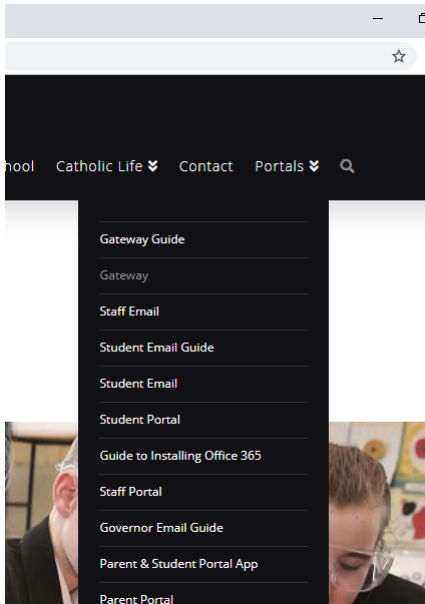 Catholic Life Contact Portals
Gateway Guide
Gateway
Staff Email
Student Email Guide
Student Email
Student Portal
Guide to Installing Office 365
Staff Portal
Governor Email Guide
Parent & Student Portal App
Parent Portal